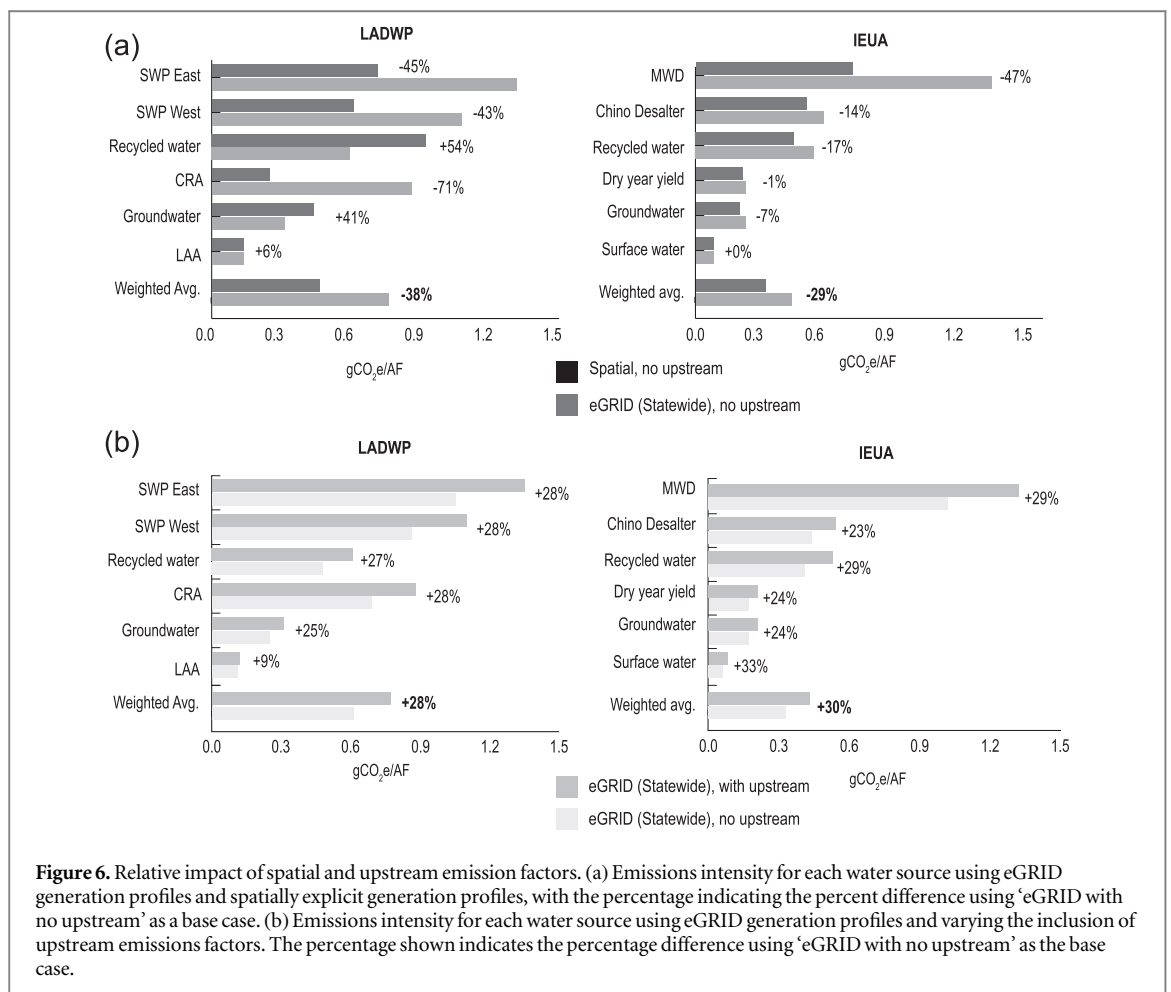 (a)
LADWP
SWP East
-45%
SWP West
-43%
Recycled water
+54%
CRA
-71%
Groundwater
+41%
LAA
+6%
Weighted Avg.
-38%
0.0 0.3 0.6 0.9 1.2 1.5
gCO2e/AF
IEUA
MWD
-47%
Chino Desalter
-14%
Recycled water
-17%
Dry year yield
-1%
Groundwater
-7%
Surface water
+0%
Weighted avg.
-29%
0.0 0.3 0.6 0.9 1.2 1.5
gCO2e/AF
Spatial, no upstream
eGRID (Statewide), no upstream
(b)
LADWP
SWP East
+28%
SWP West
+28%
Recycled water
+27%
CRA
+28%
Groundwater
+25%
LAA
+9%
Weighted Avg.
+28%
0.0 0.3 0.6 0.9 1.2 1.5
gCO2e/AF
IEUA
MWD
+29%
Chino Desalter
+23%
Recycled water
+29%
Dry year yield
+24%
Groundwater
+24%
Surface water
+33%
Weighted avg.
+30%
0.0 0.3 0.6 0.9 1.2 1.5
gCO2e/AF
eGRID (Statewide), with upstream
eGRID (Statewide), no upstream
Figure 6. Relative impact of spatial and upstream emission factors. (a) Emissions intensity for each water source using eGRID
generation profiles and spatially explicit generation profiles, with the percentage indicating the percent difference using ‘eGRID with
no upstream’ as a base case. (b) Emissions intensity for each water source using eGRID generation profiles and varying the inclusion of
upstream emissions factors. The percentage shown indicates the percentage difference using ‘eGRID with no upstream’ as the base
case.